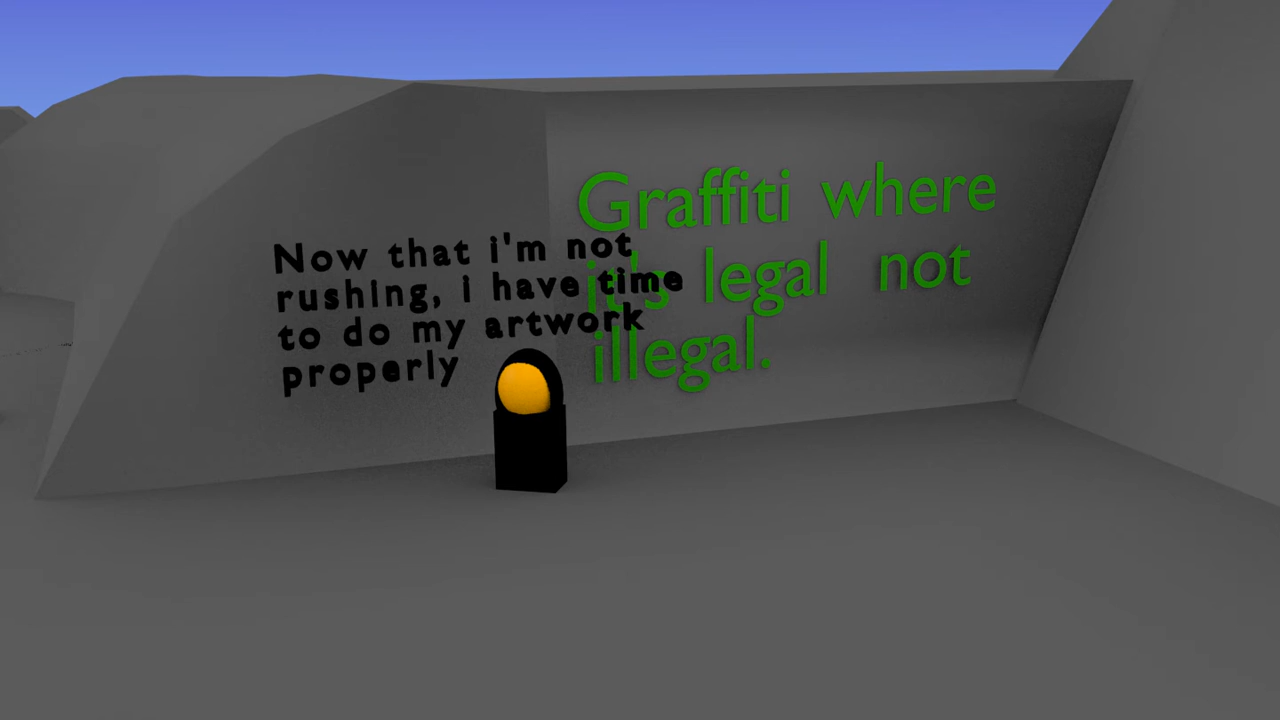 Now that i'm not
rushing, i have time
to do my artwork
properly
Graffiti where
it's legal not
illegal.